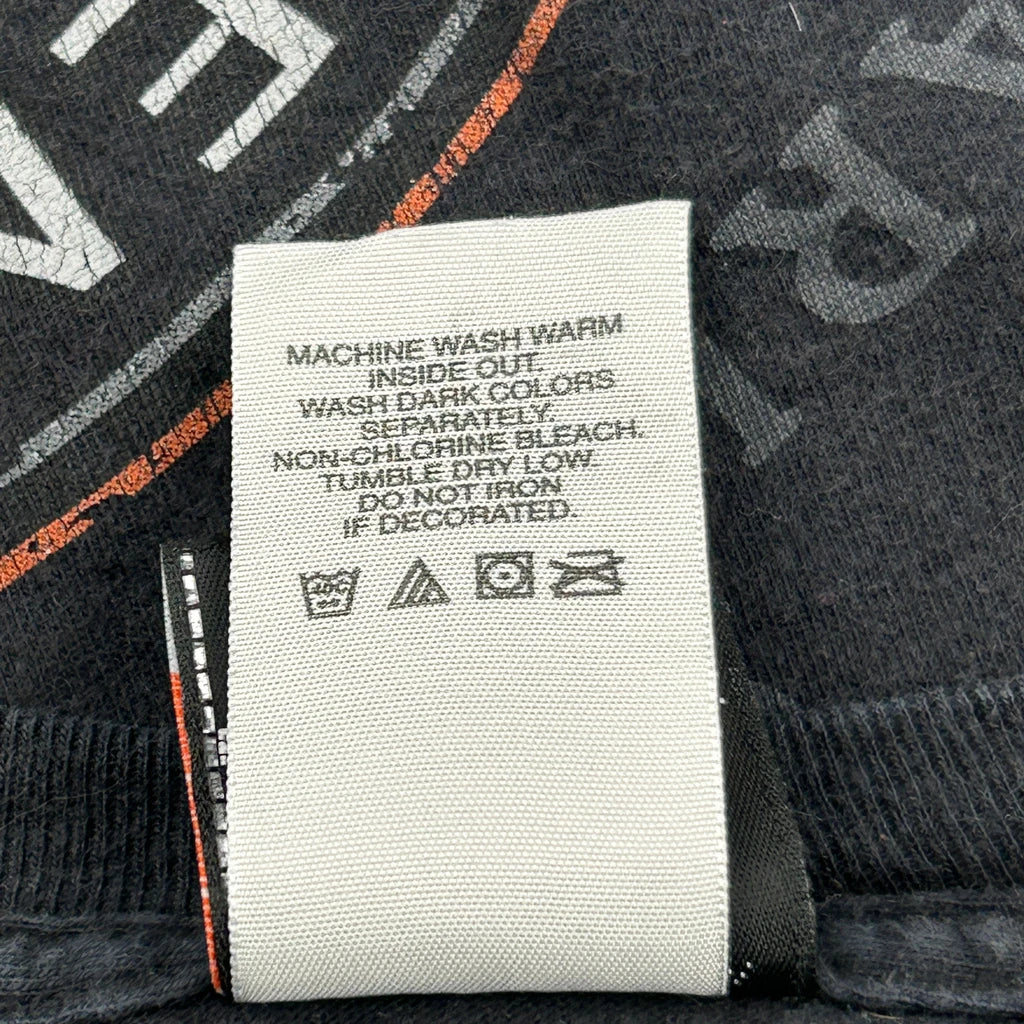 MACHINE WASH WARM
INSIDE OUT.
WASH DARK COLORS
SEPARATELY.
NON-CHLORINE BLEACH.
TUMBLE DRY LOW.
DO NOT IRON
IF DECORATED.